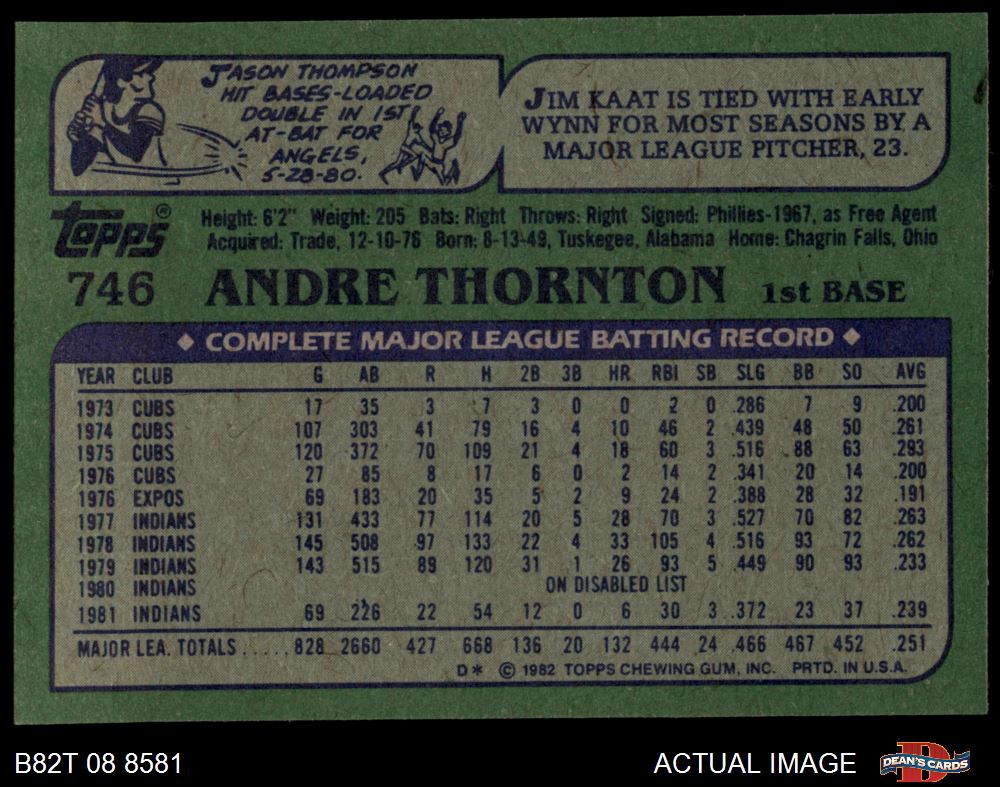 JASON THOMPSON
HIT BASES-LOADED
DOUBLE IN 1ST
AT-BAT FOR
ANGELS,
5-28-80.
JIM KAAT IS TIED WITH EARLY
WYNN FOR MOST SEASONS BY A
MAJOR LEAGUE PITCHER, 23.
Topps®
Height: 6'2" Weight: 205 Bats: Right Throws: Right Signed: Phillies-1967, as Free Agent
Acquired: Trade, 12-10-76 Born: 8-13-49, Tuskegee, Alabama Home: Chagrin Falls, Ohio
746 ANDRE THORNTON 1st BASE
◆ COMPLETE MAJOR LEAGUE BATTING RECORD ◆
YEAR CLUB G AB R H 2B 3B HR RBI SB SLG BB SO AVG
1973 CUBS 17 35 3 7 3 0 0 2 0 .286 7 9 .200
1974 CUBS 107 303 41 79 16 4 10 46 2 .439 48 50 .261
1975 CUBS 120 372 70 109 21 4 18 60 3 .516 88 63 .293
1976 CUBS 27 85 8 17 6 0 2 14 2 .341 20 14 .200
1976 EXPOS 69 183 20 35 5 2 9 24 2 .388 28 32 .191
1977 INDIANS 131 433 77 114 20 5 28 70 3 .527 70 82 .263
1978 INDIANS 145 508 97 133 22 4 33 105 4 .516 93 72 .262
1979 INDIANS 143 515 89 120 31 1 26 93 5 .449 90 93 .233
1980 INDIANS ON DISABLED LIST
1981 INDIANS 69 226 22 54 12 0 6 30 3 .372 23 37 .239
MAJOR LEA. TOTALS.....828 2660 427 668 136 20 132 444 24 .466 467 452 .251
D* © 1982 TOPPS CHEWING GUM, INC. PRTD. IN U.S.A.
B82T 08 8581 ACTUAL IMAGE DEAN'S CARDS